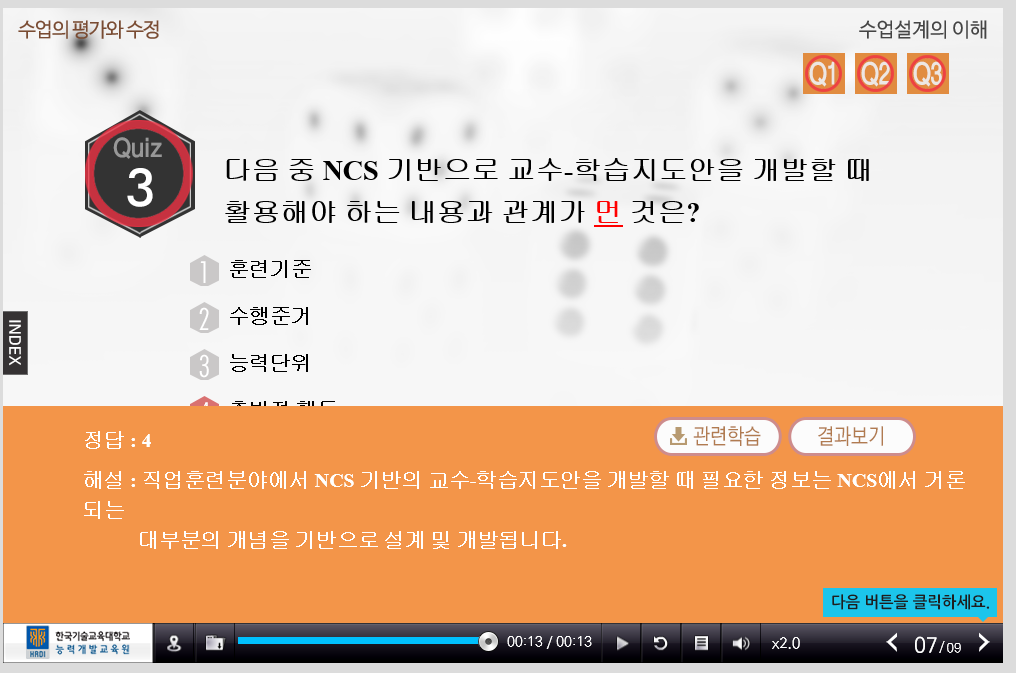 수업의 평가와 수정
수업설계의 이해
Q1 Q2 Q3
Quiz
3
다음 중 NCS 기반으로 교수-학습지도안을 개발할 때
활용해야 하는 내용과 관계가 먼 것은?
1 훈련기준
2 수행준거
3 능력단위
INDEX
정답 : 4
관련학습
결과보기
해설 : 직업훈련분야에서 NCS 기반의 교수-학습지도안을 개발할 때 필요한 정보는 NCS에서 거론
되는
대부분의 개념을 기반으로 설계 및 개발됩니다.
다음 버튼을 클릭하세요.
HRDI
한국기술교육대학교
능력개발교육원
00:13 / 00:13
x2.0
07/09